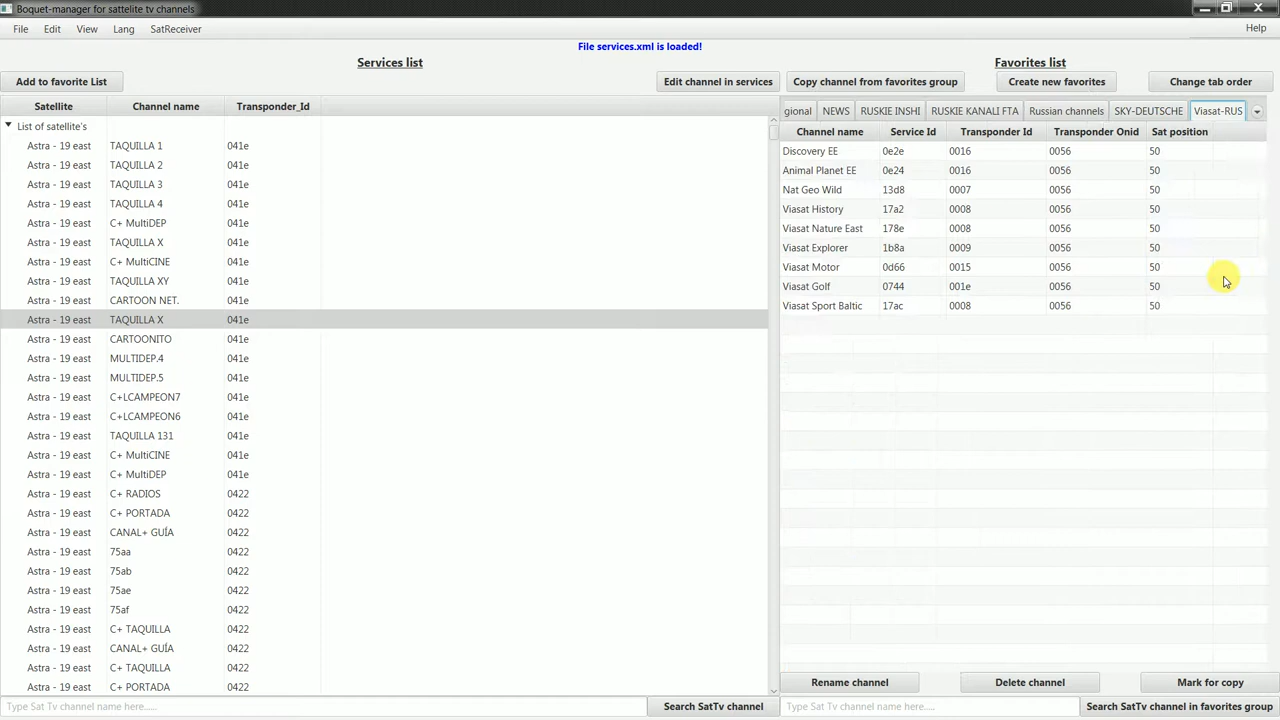 Boquet-manager for sattelite tv channels
File Edit View Lang SatReceiver Help
File services.xml is loaded!
Services list
Favorites list
Add to favorite List Edit channel in services Copy channel from favorites group Create new favorites Change tab order
Satellite Channel name Transponder_Id
List of satellite's
Astra - 19 east TAQUILLA 1 041e
Astra - 19 east TAQUILLA 2 041e
Astra - 19 east TAQUILLA 3 041e
Astra - 19 east TAQUILLA 4 041e
Astra - 19 east C+ MultiDEP 041e
Astra - 19 east TAQUILLA X 041e
Astra - 19 east C+ MultiCINE 041e
Astra - 19 east TAQUILLA XY 041e
Astra - 19 east CARTOON NET. 041e
Astra - 19 east TAQUILLA X 041e
Astra - 19 east CARTOONITO 041e
Astra - 19 east MULTIDEP.4 041e
Astra - 19 east MULTIDEP.5 041e
Astra - 19 east C+LCAMPEON7 041e
Astra - 19 east C+LCAMPEON6 041e
Astra - 19 east TAQUILLA 131 041e
Astra - 19 east C+ MultiCINE 041e
Astra - 19 east C+ MultiDEP 041e
Astra - 19 east C+ RADIOS 0422
Astra - 19 east C+ PORTADA 0422
Astra - 19 east CANAL+ GUÍA 0422
Astra - 19 east 75aa 0422
Astra - 19 east 75ab 0422
Astra - 19 east 75ae 0422
Astra - 19 east 75af 0422
Astra - 19 east C+ TAQUILLA 0422
Astra - 19 east CANAL+ GUÍA 0422
Astra - 19 east C+ TAQUILLA 0422
Astra - 19 east C+ PORTADA 0422
Type Sat Tv channel name here...... Search SatTv channel
gional NEWS RUSKIE INSHI RUSKIE KANALI FTA Russian channels SKY-DEUTSCHE Viasat-RUS
Channel name Service Id Transponder Id Transponder Onid Sat position
Discovery EE 0e2e 0016 0056 50
Animal Planet EE 0e24 0016 0056 50
Nat Geo Wild 13d8 0007 0056 50
Viasat History 17a2 0008 0056 50
Viasat Nature East 178e 0008 0056 50
Viasat Explorer 1b8a 0009 0056 50
Viasat Motor 0d66 0015 0056 50
Viasat Golf 0744 001e 0056 50
Viasat Sport Baltic 17ac 0008 0056 50
Rename channel Delete channel Mark for copy
Type Sat Tv channel name here..... Search SatTv channel in favorites group